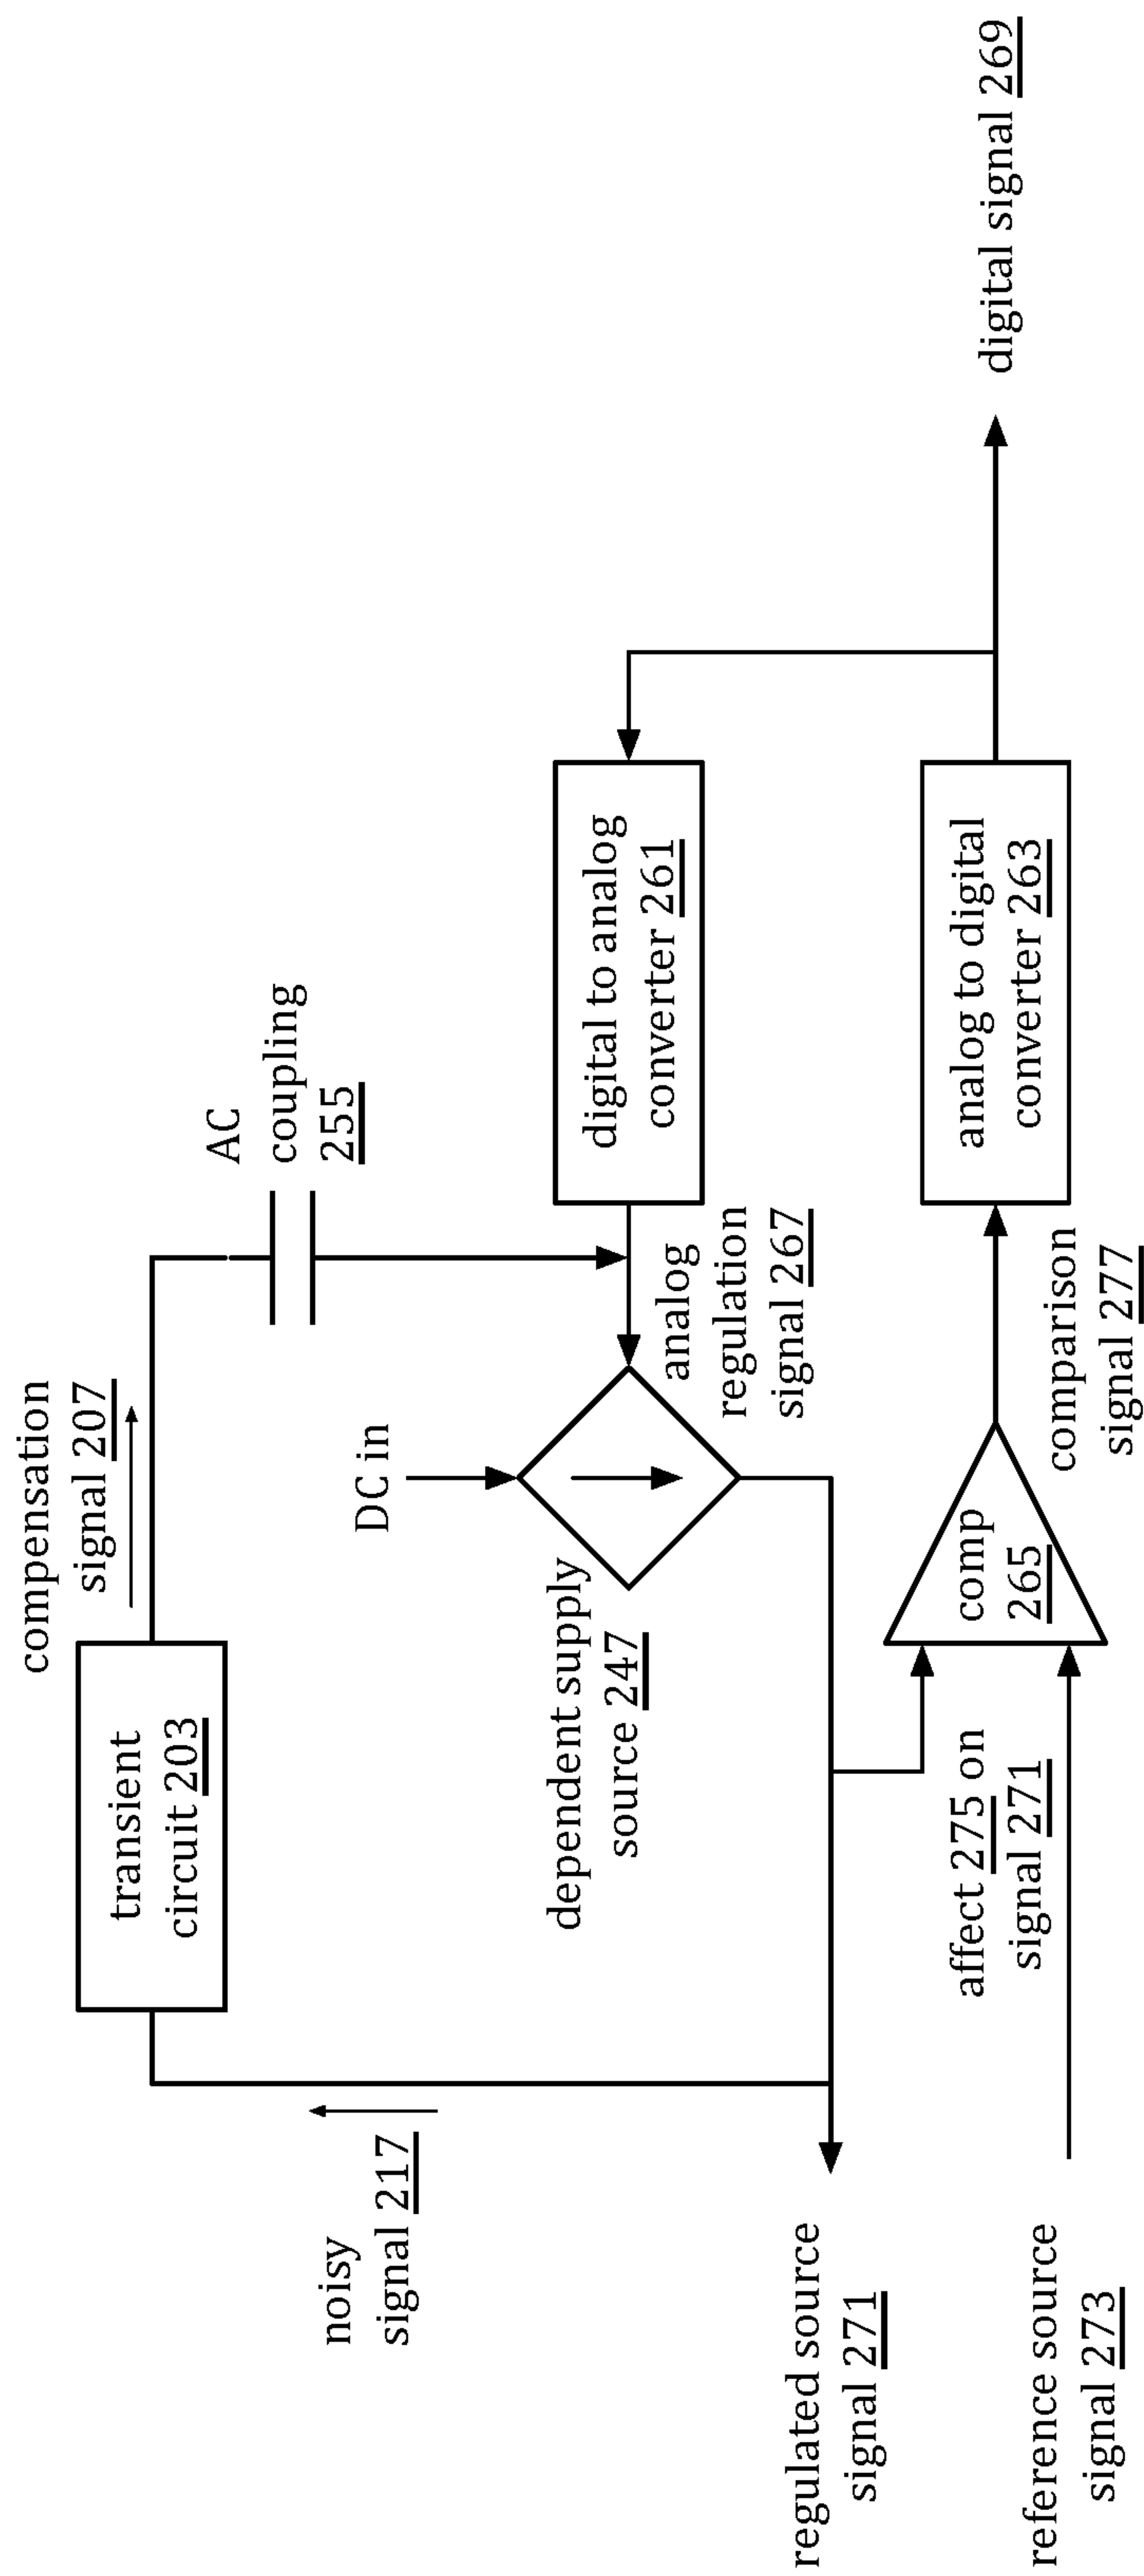 compensation
signal 207
transient
circuit 203
AC
coupling
255
noisy
signal 217
DC in
dependent supply
source 247
digital to analog
converter 261
analog
regulation
signal 267
regulated source
signal 271
affect 275 on
signal 271
comp
265
analog to digital
converter 263
digital signal 269
reference source
signal 273
comparison
signal 277